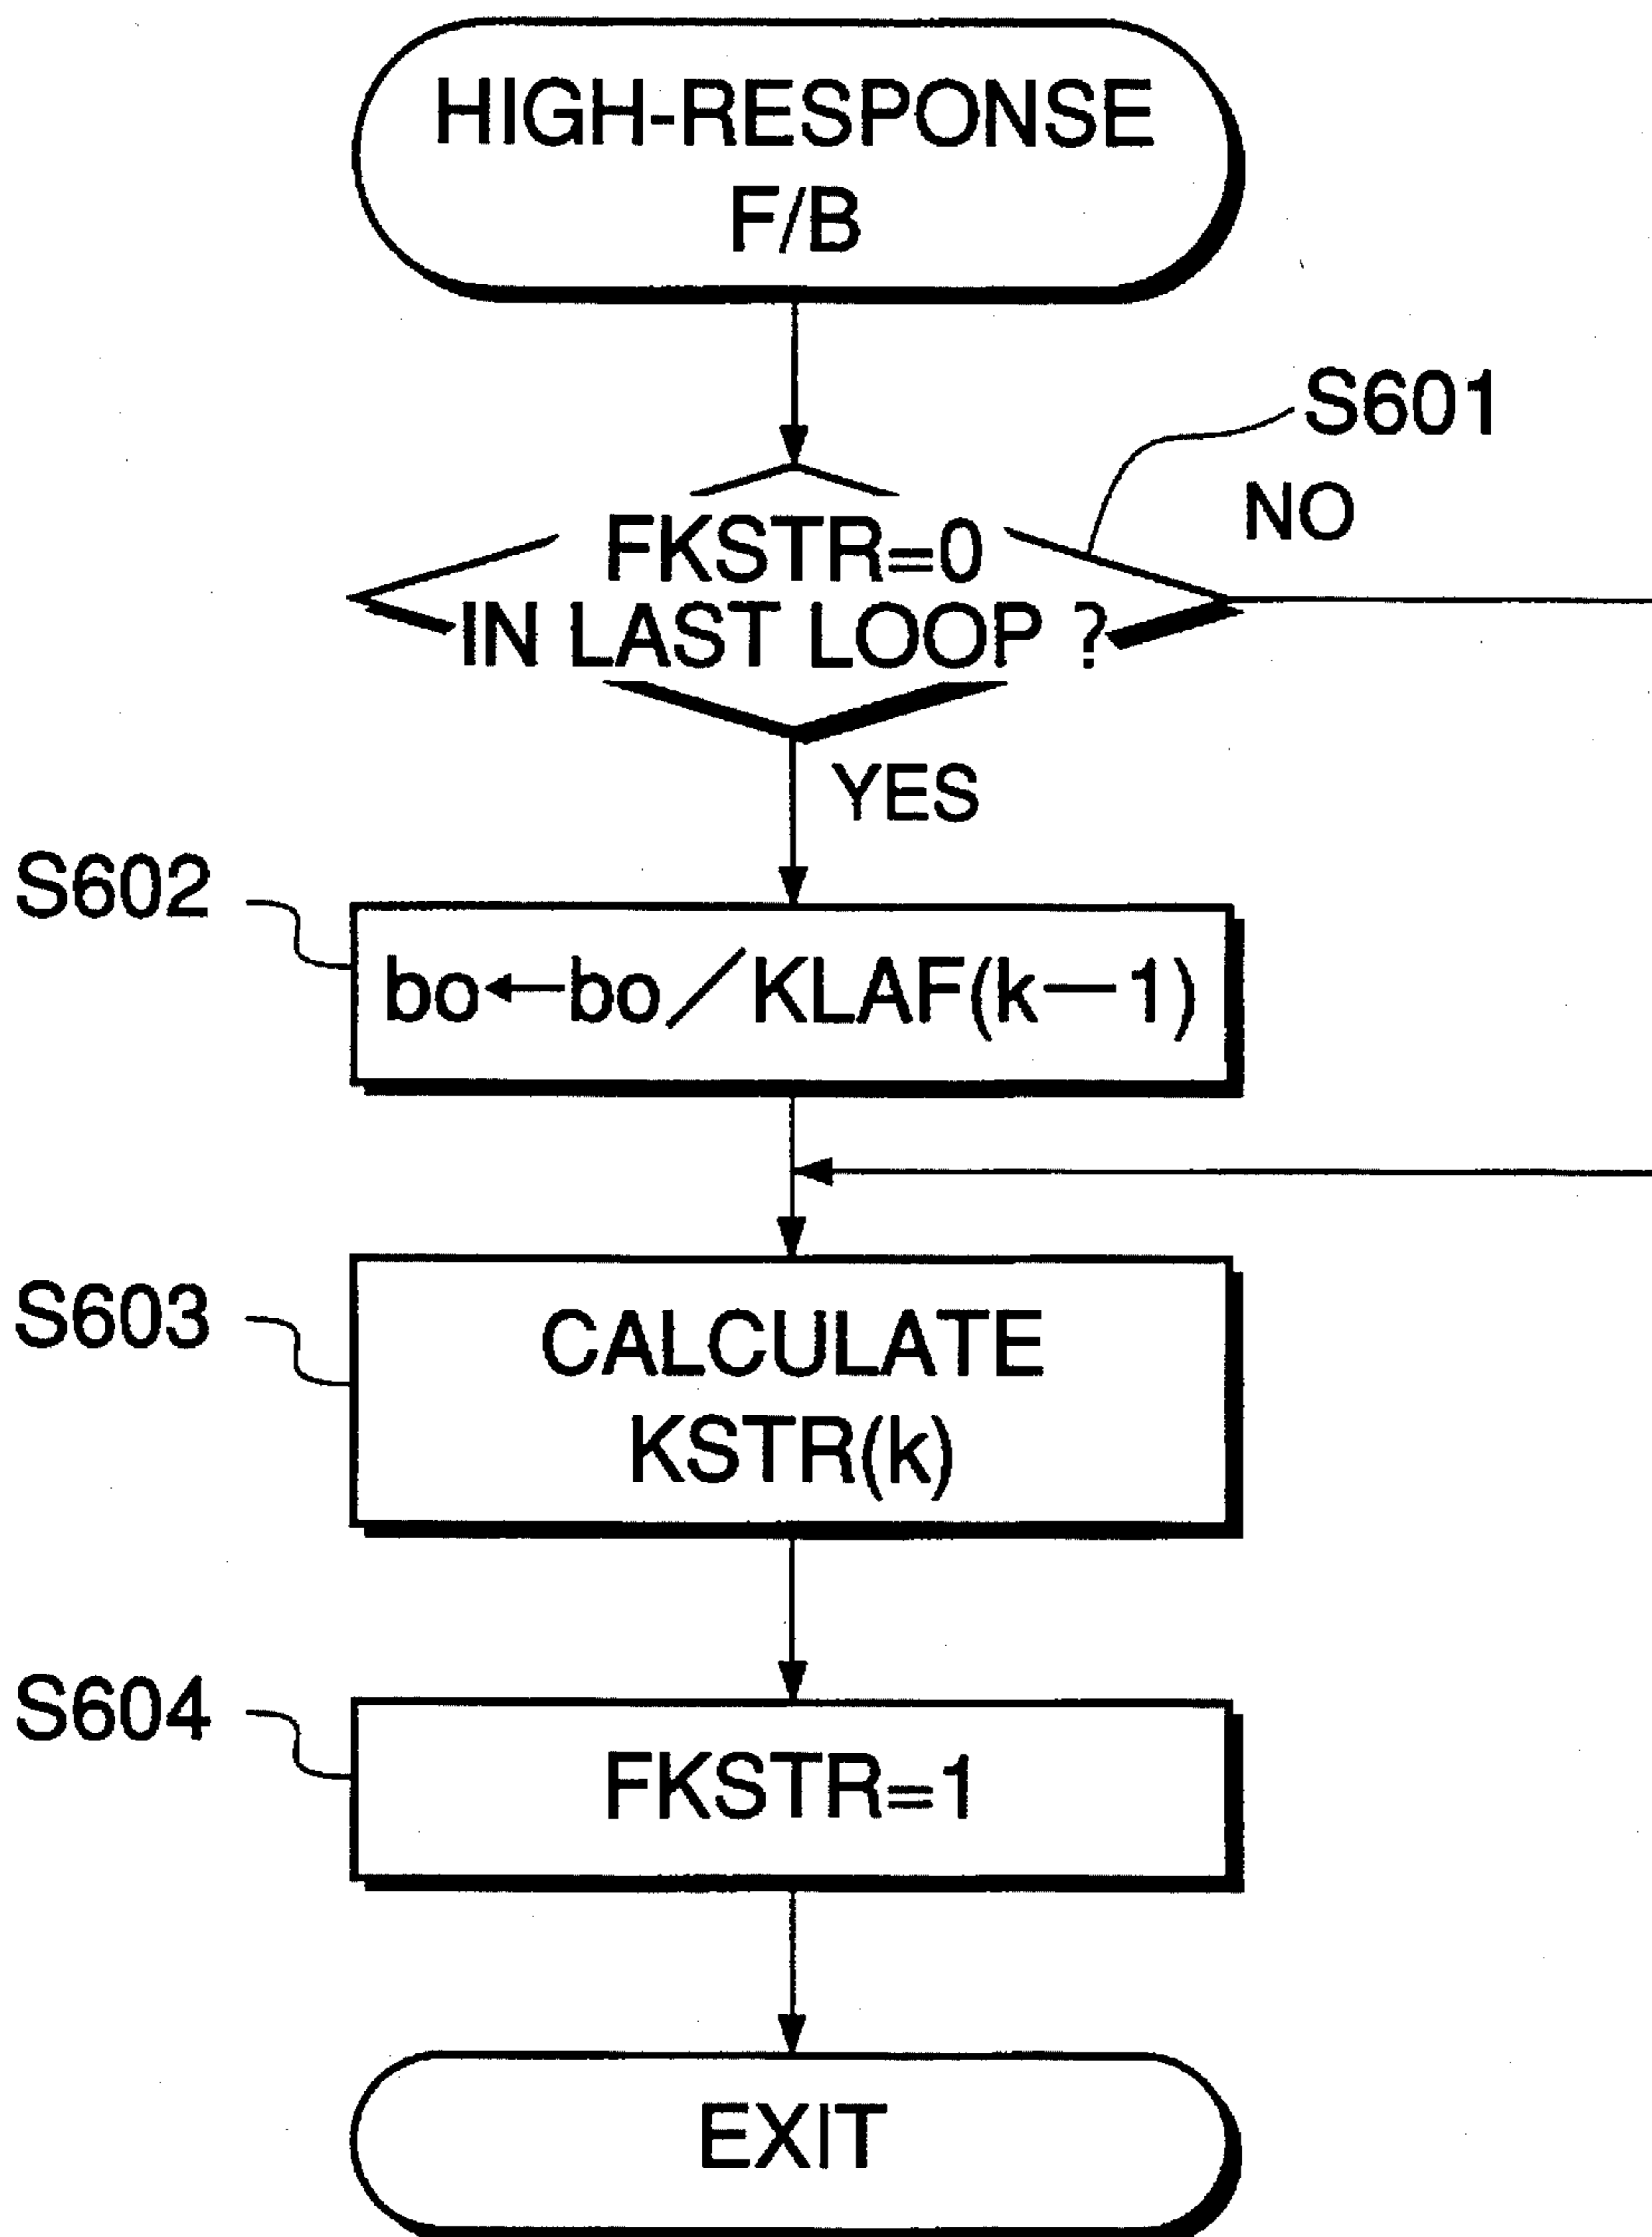 HIGH-RESPONSE
F/B
S601
NO
FKSTR=0
IN LAST LOOP ?
YES
S602
bo←bo/KLAF(k−1)
S603
CALCULATE
KSTR(k)
S604
FKSTR=1
EXIT